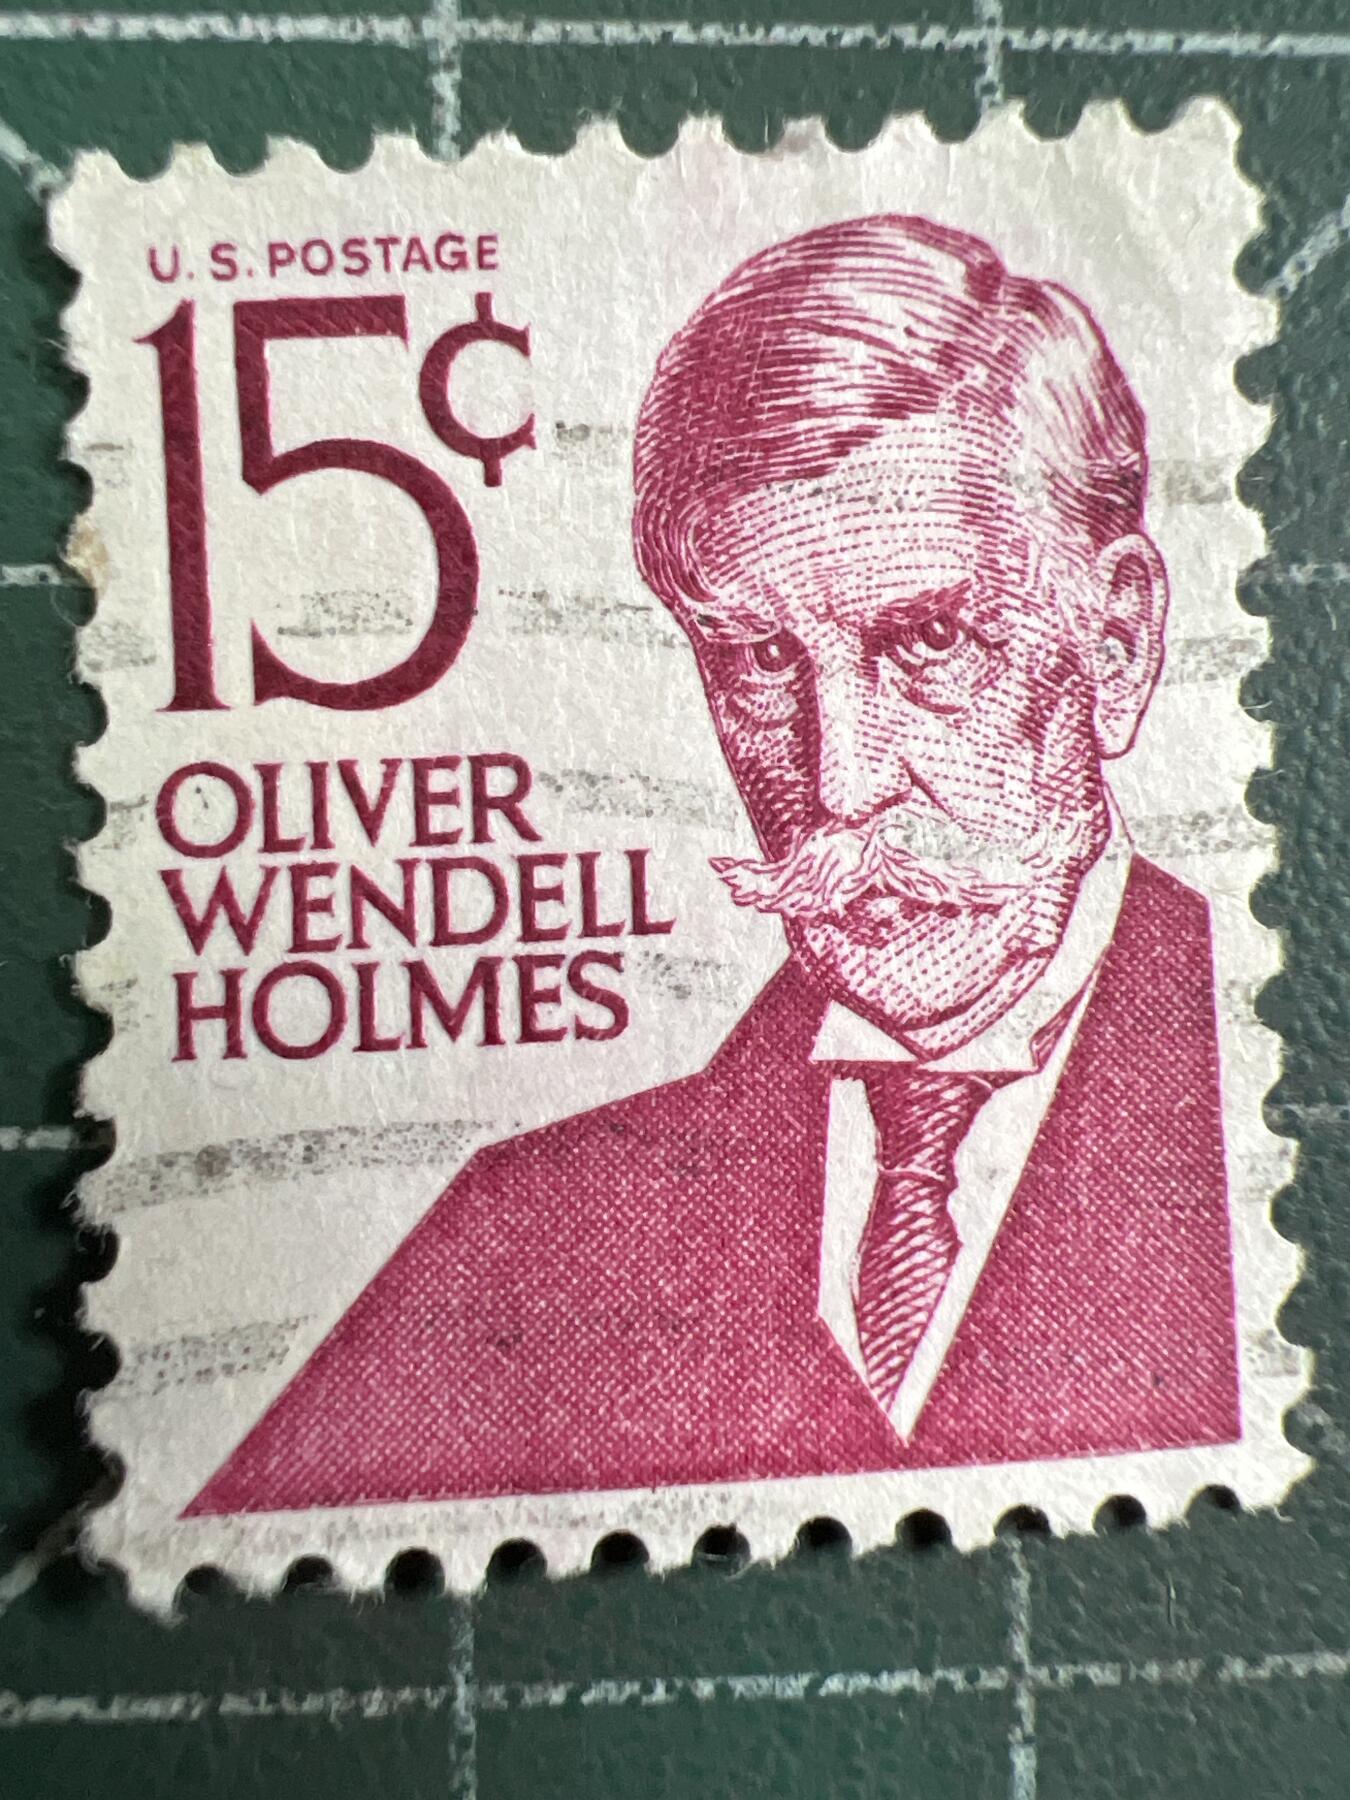 U.S. POSTAGE
15¢
OLIVER
WENDELL
HOLMES